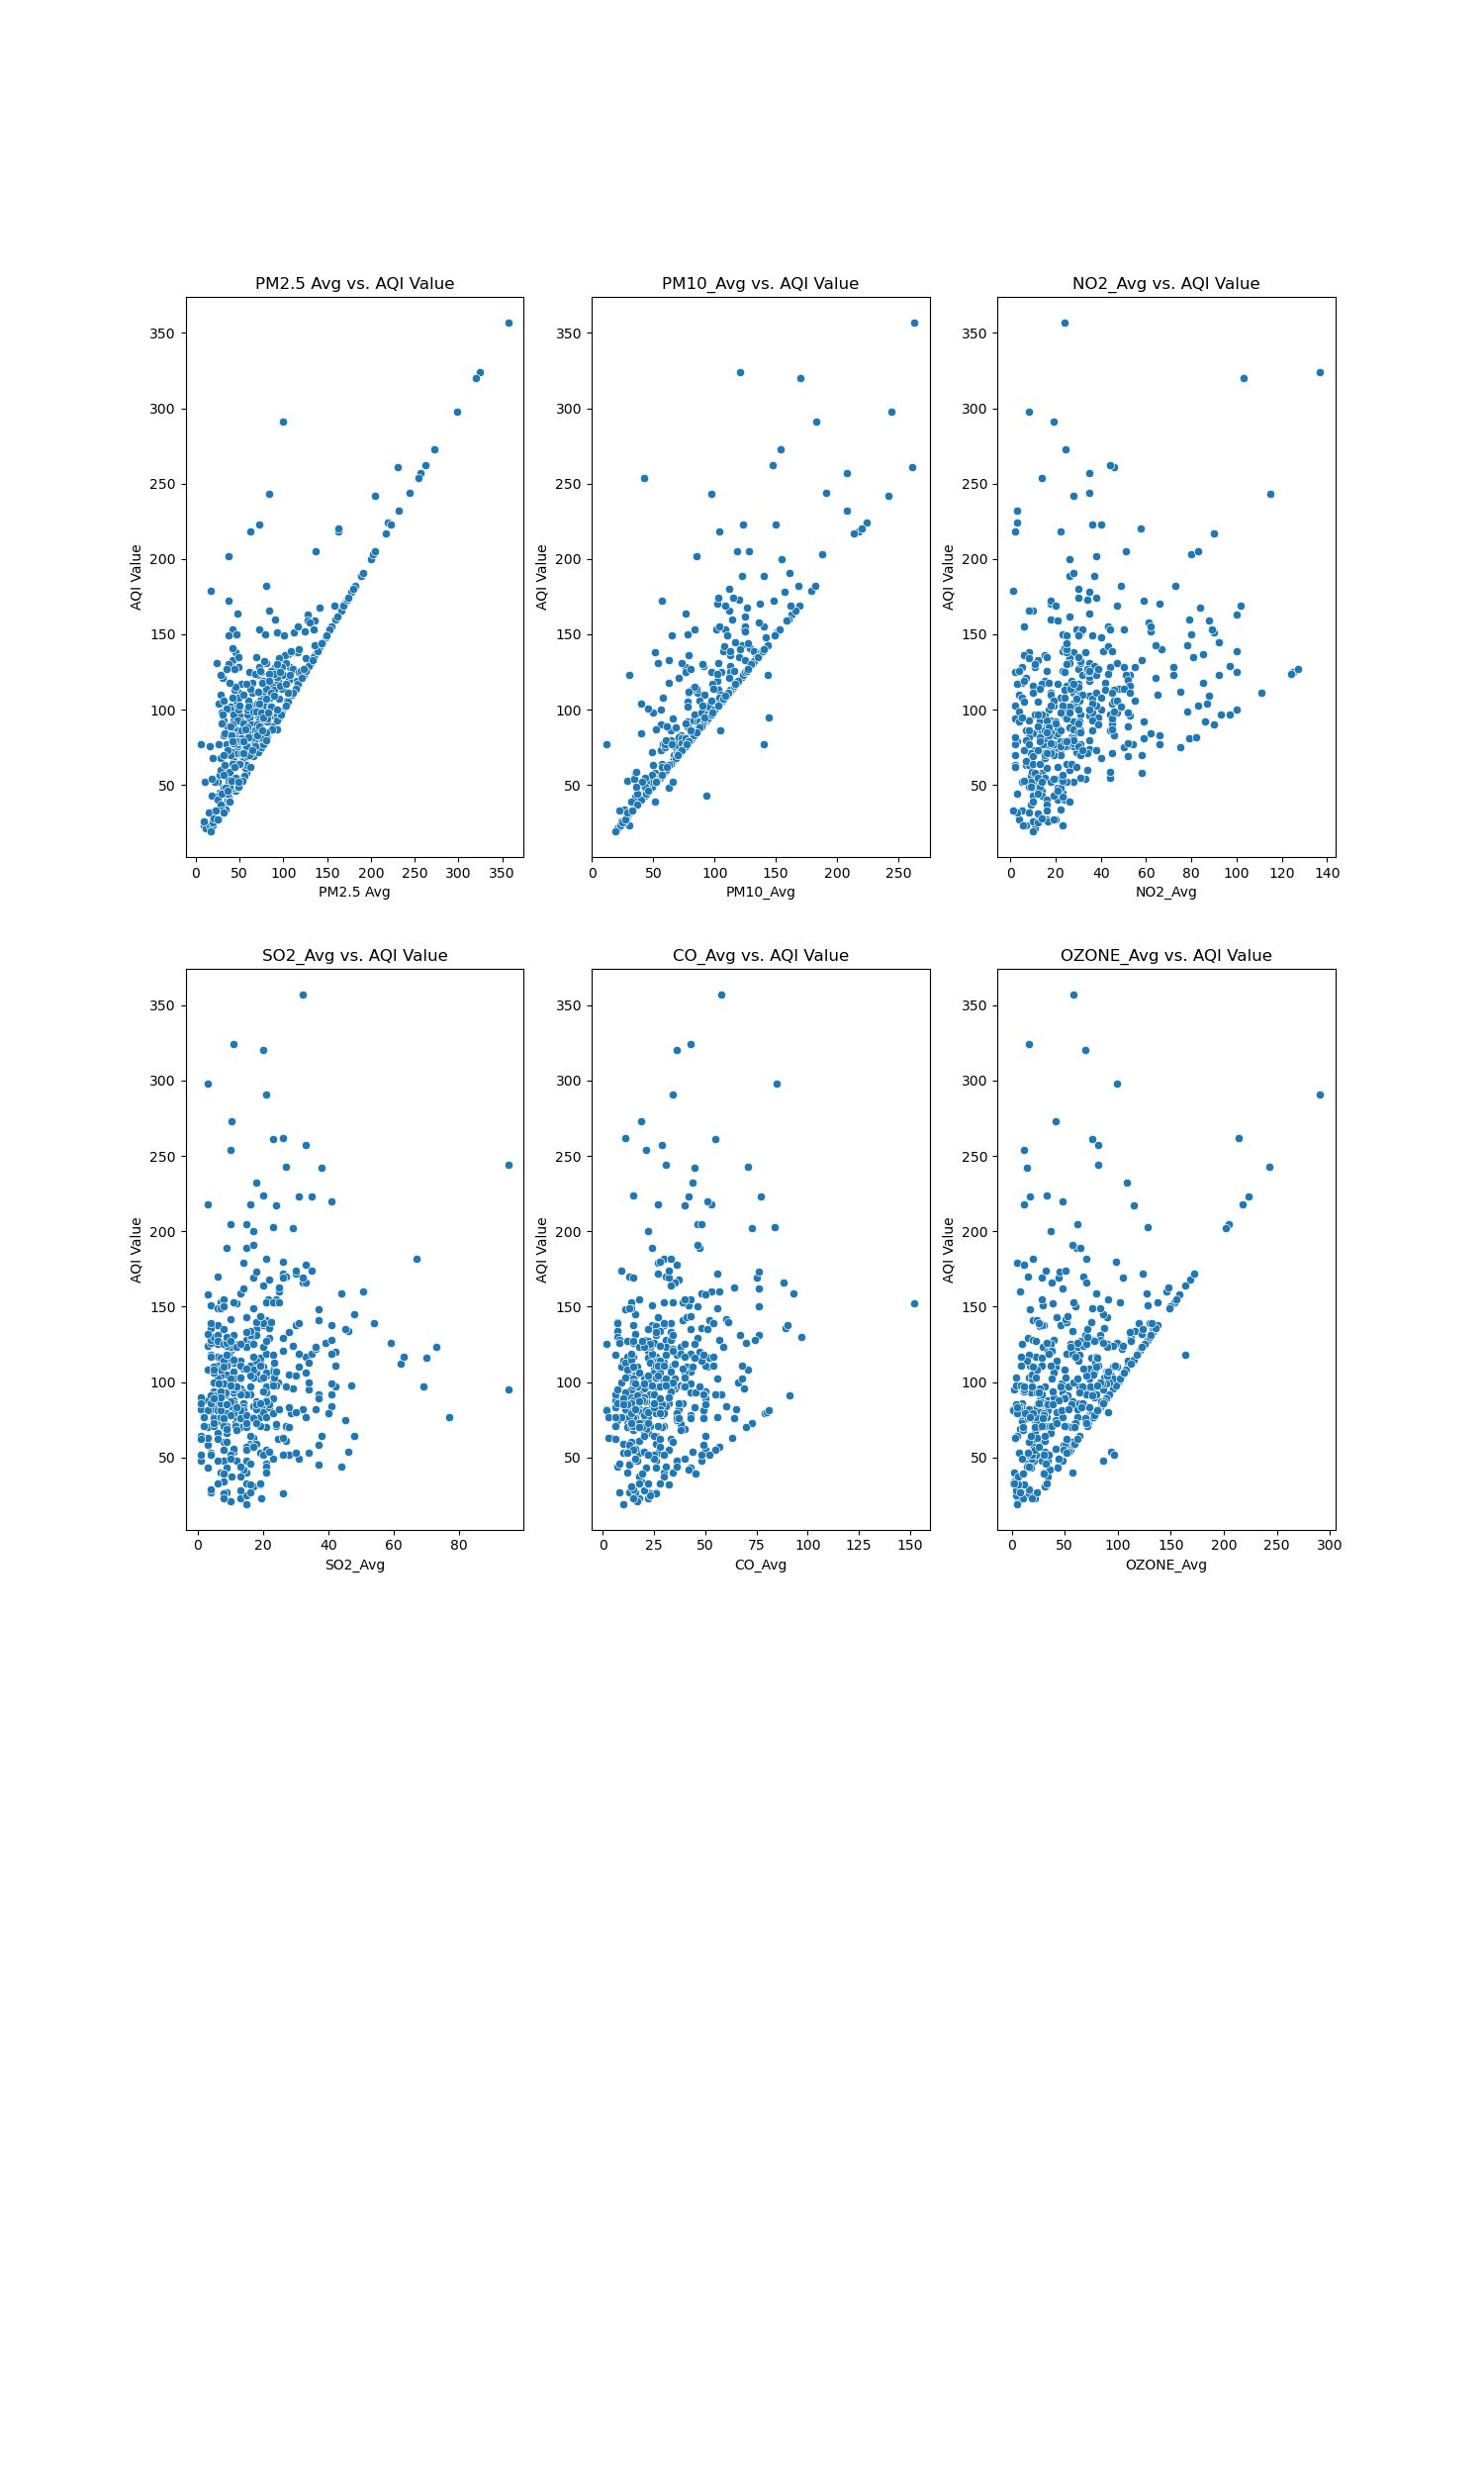 PM2.5 Avg vs. AQI Value
PM10_Avg vs. AQI Value
NO2_Avg vs. AQI Value
350
300
250
200
150
100
50
AQI Value
0 50 100 150 200 250 300 350
PM2.5 Avg
350
300
250
200
150
100
50
AQI Value
0 50 100 150 200 250
PM10_Avg
350
300
250
200
150
100
50
AQI Value
0 20 40 60 80 100 120 140
NO2_Avg
SO2_Avg vs. AQI Value
CO_Avg vs. AQI Value
OZONE_Avg vs. AQI Value
350
300
250
200
150
100
50
AQI Value
0 20 40 60 80
SO2_Avg
350
300
250
200
150
100
50
AQI Value
0 25 50 75 100 125 150
CO_Avg
350
300
250
200
150
100
50
AQI Value
0 50 100 150 200 250 300
OZONE_Avg